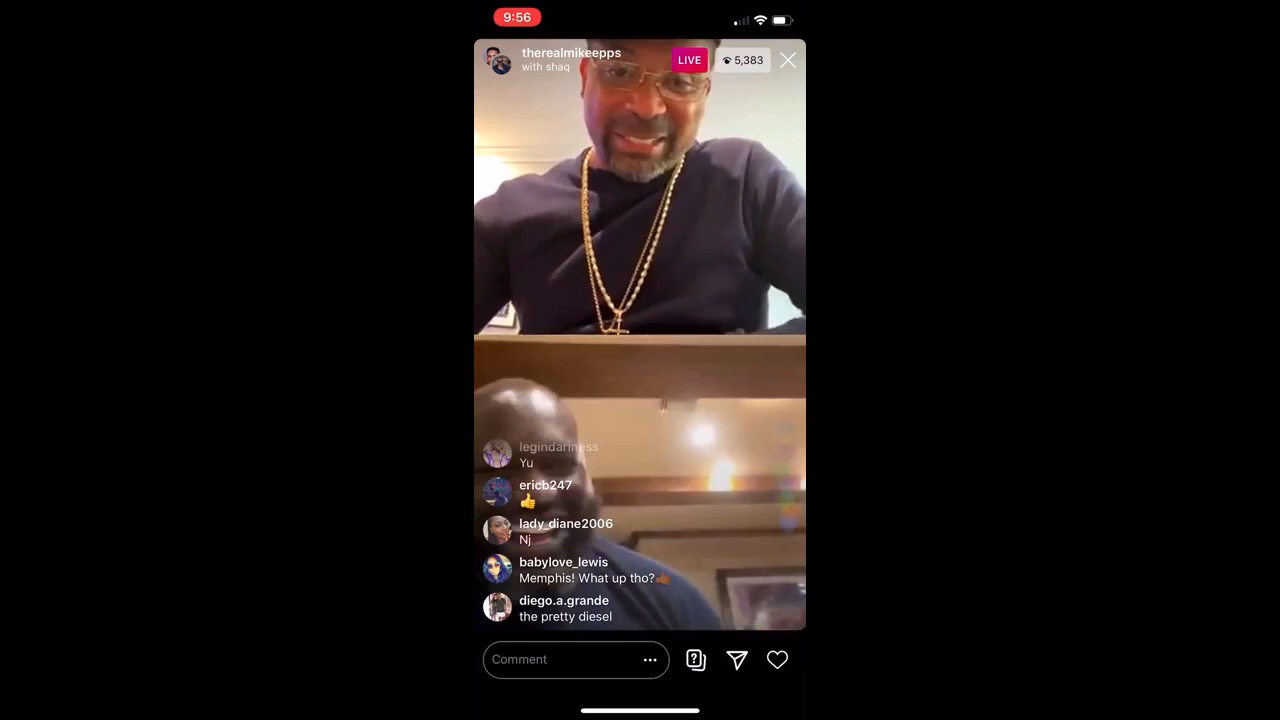 9:56
therealmikeepps
with shaq
LIVE
5,383
legindariness
Yu
ericb247
👍
lady_diane2006
Nj
babylove_lewis
Memphis! What up tho?🤙🏾
diego.a.grande
the pretty diesel
Comment